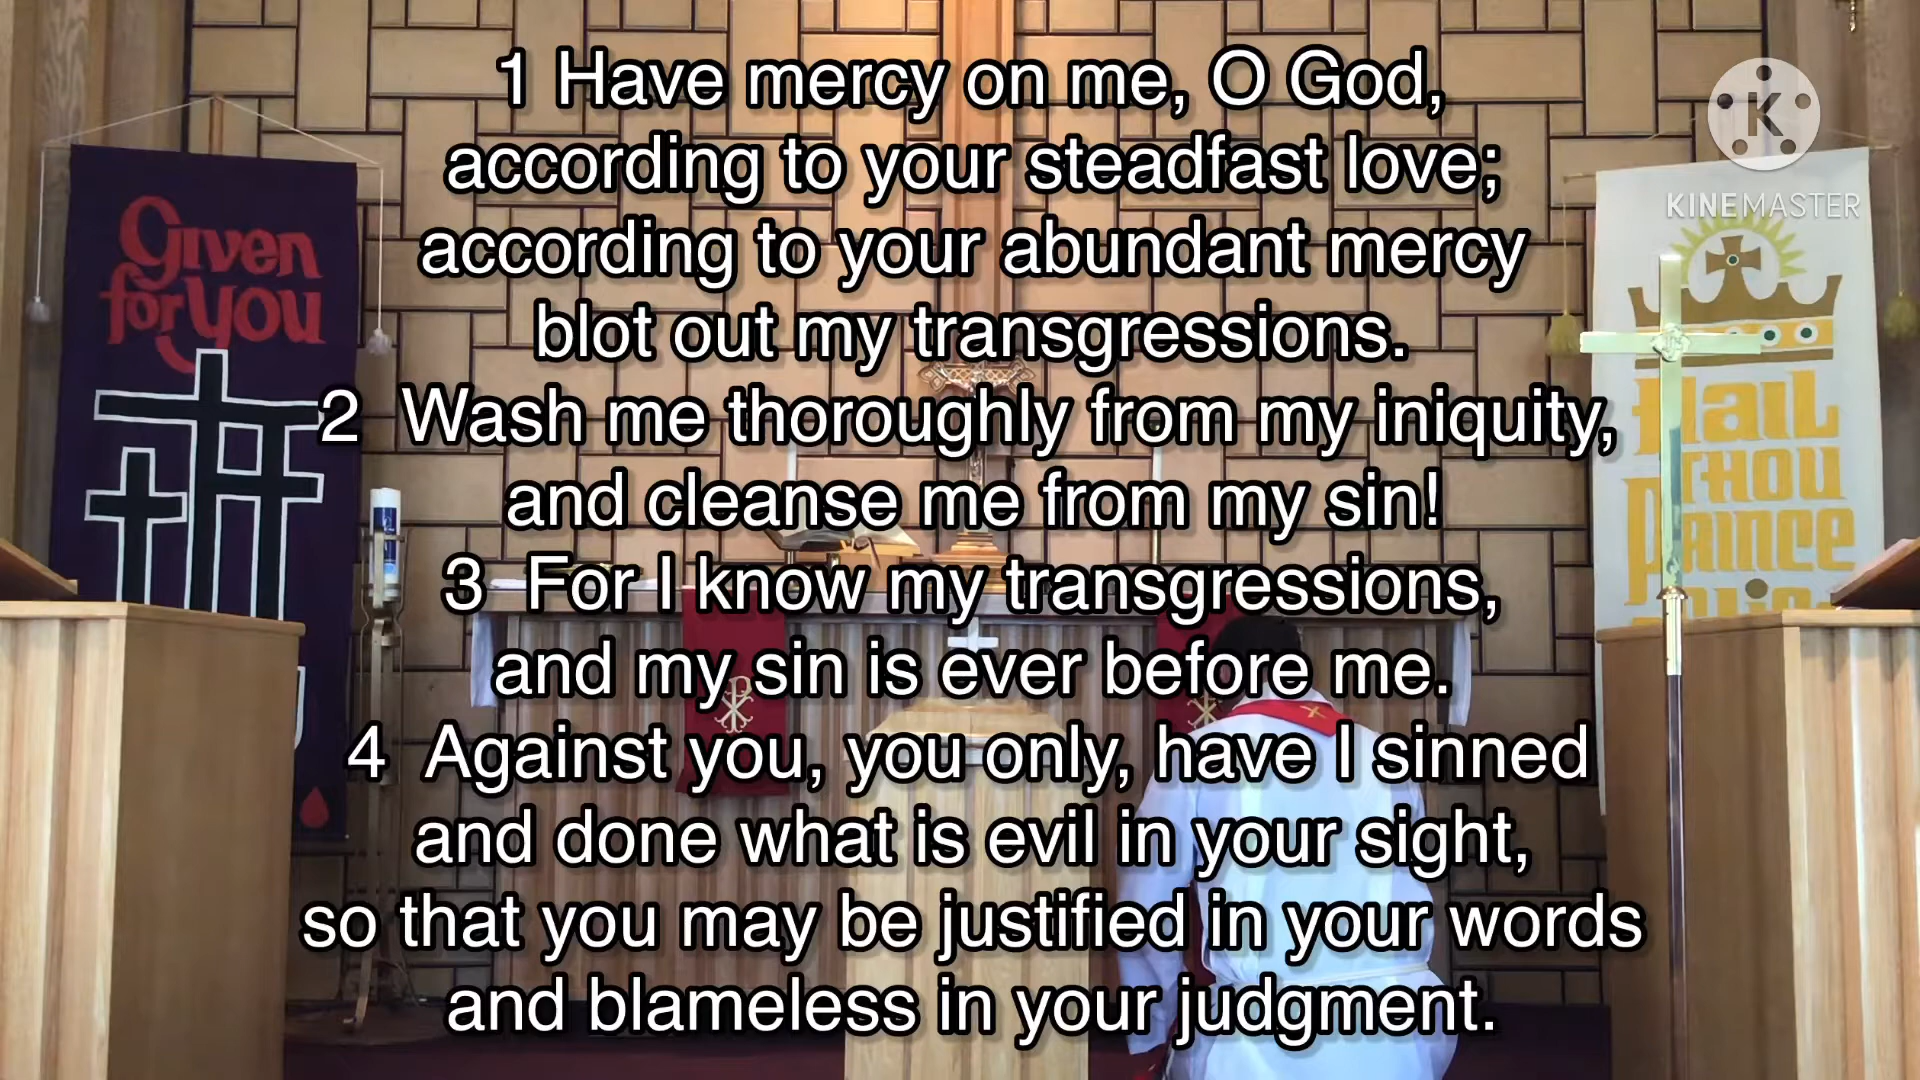 1 Have mercy on me, O God,
according to your steadfast love;
according to your abundant mercy
blot out my transgressions.
2 Wash me thoroughly from my iniquity,
and cleanse me from my sin!
3 For I know my transgressions,
and my sin is ever before me.
4 Against you, you only, have I sinned
and done what is evil in your sight,
so that you may be justified in your words
and blameless in your judgment.
Given
for you
K
KINEMASTER
Hail
THOU
PRINCE